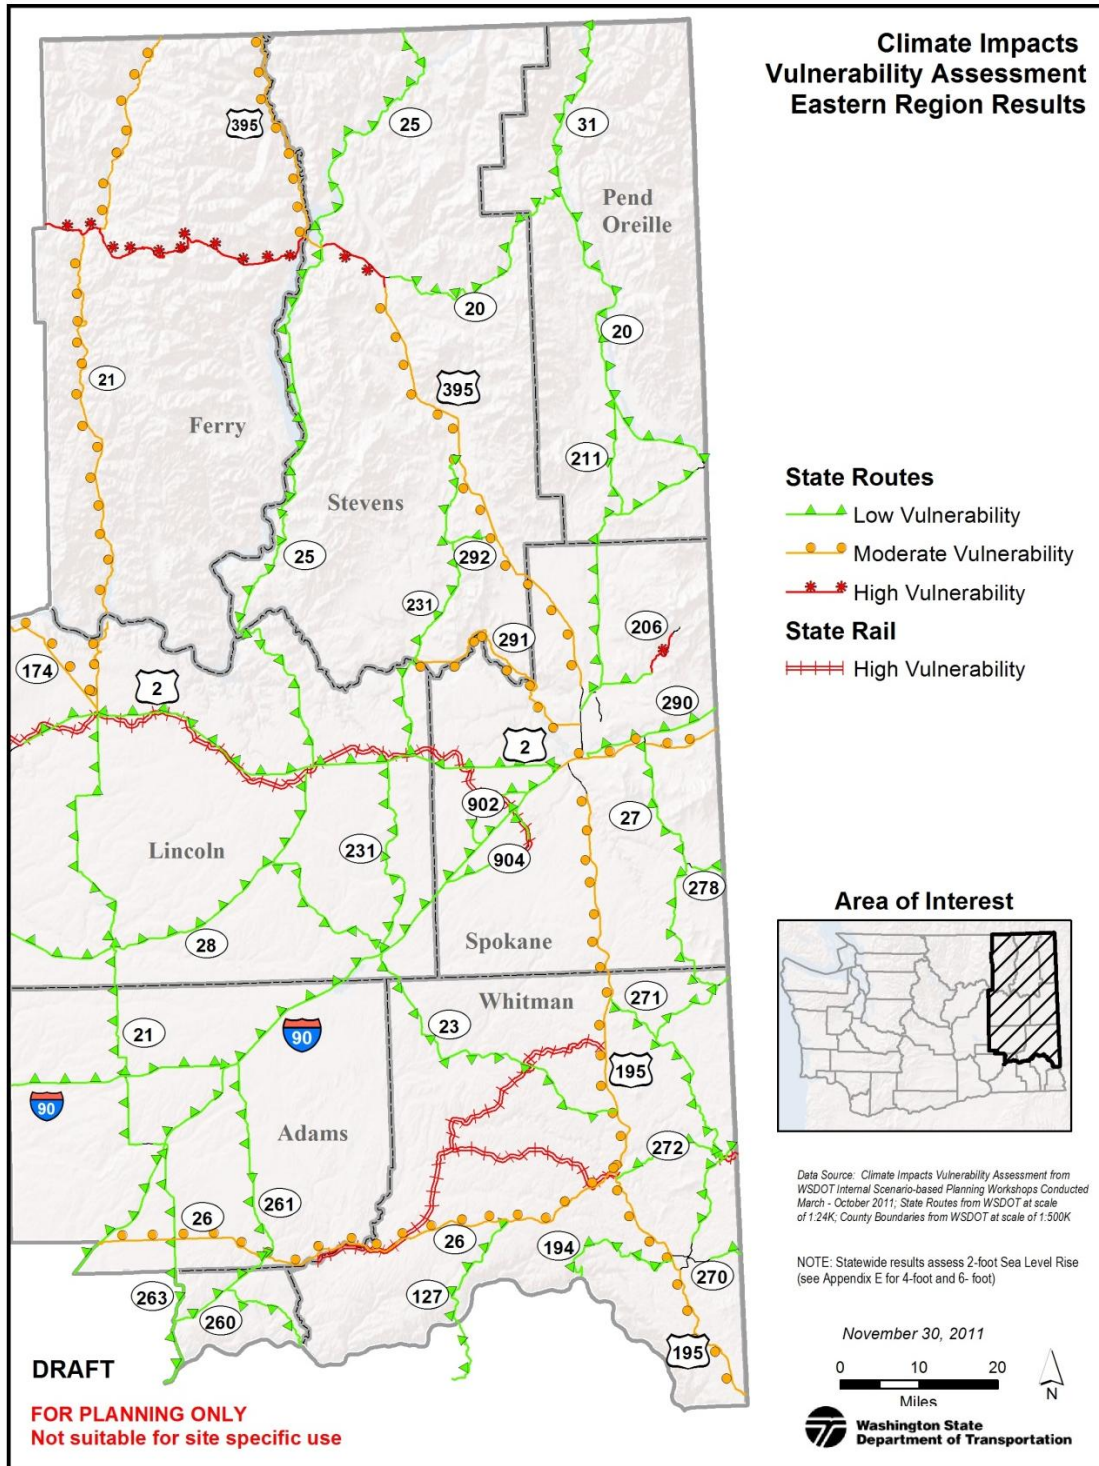 Climate Impacts
Vulnerability Assessment
Eastern Region Results
395
25
31
Pend
Oreille
20
20
21
395
Ferry
211
Stevens
25
292
231
206
291
174
2
290
2
902
27
Lincoln
231
904
278
28
Spokane
Whitman
271
21
23
90
195
90
Adams
272
261
26
26
194
270
263
127
260
195
State Routes
Low Vulnerability
Moderate Vulnerability
High Vulnerability
State Rail
High Vulnerability
Area of Interest
Data Source: Climate Impacts Vulnerability Assessment from
WSDOT Internal Scenario-based Planning Workshops Conducted
March - October 2011; State Routes from WSDOT at scale
of 1:24K; County Boundaries from WSDOT at scale of 1:500K
NOTE: Statewide results assess 2-foot Sea Level Rise
(see Appendix E for 4-foot and 6- foot)
November 30, 2011
0 10 20
Miles
N
Washington State
Department of Transportation
DRAFT
FOR PLANNING ONLY
Not suitable for site specific use